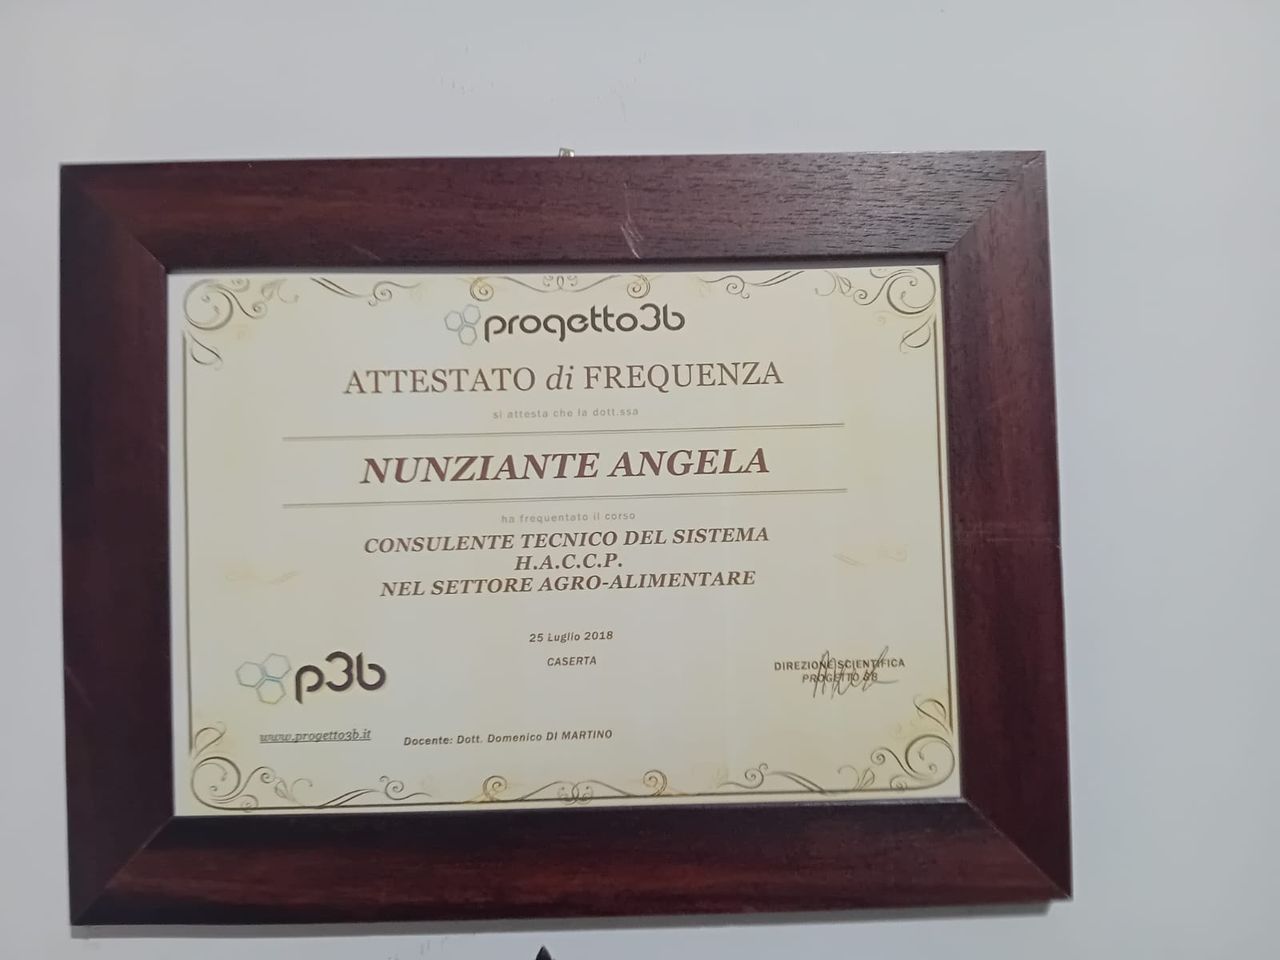 progetto3b
ATTESTATO di FREQUENZA
si attesta che la dott.ssa
NUNZIANTE ANGELA
ha frequentato il corso
CONSULENTE TECNICO DEL SISTEMA
H.A.C.C.P.
NEL SETTORE AGRO-ALIMENTARE
25 Luglio 2018
CASERTA
p3b
DIREZIONE SCIENTIFICA
PROGETTO 3B
www.progetto3b.it
Docente: Dott. Domenico DI MARTINO